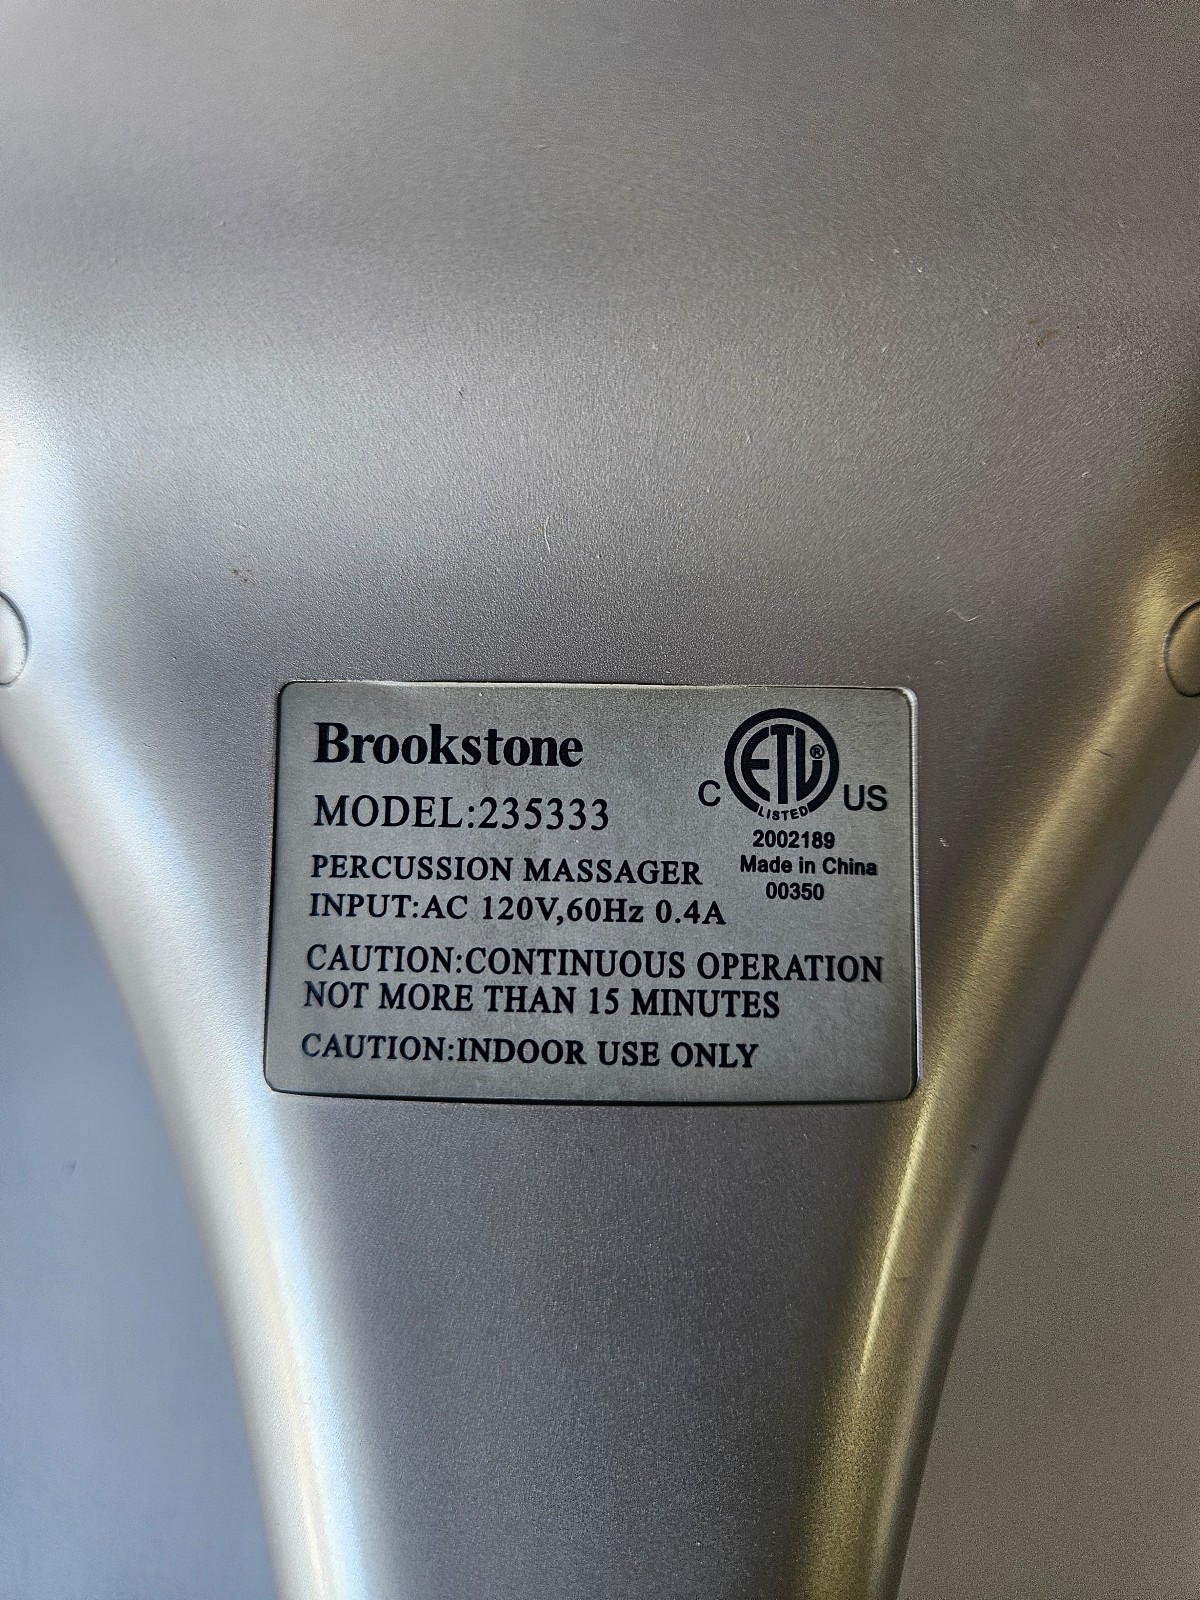 Brookstone
MODEL:235333
PERCUSSION MASSAGER
INPUT:AC 120V,60Hz 0.4A
CAUTION:CONTINUOUS OPERATION
NOT MORE THAN 15 MINUTES
CAUTION:INDOOR USE ONLY
ETL®
C US
LISTED
2002189
Made in China
00350